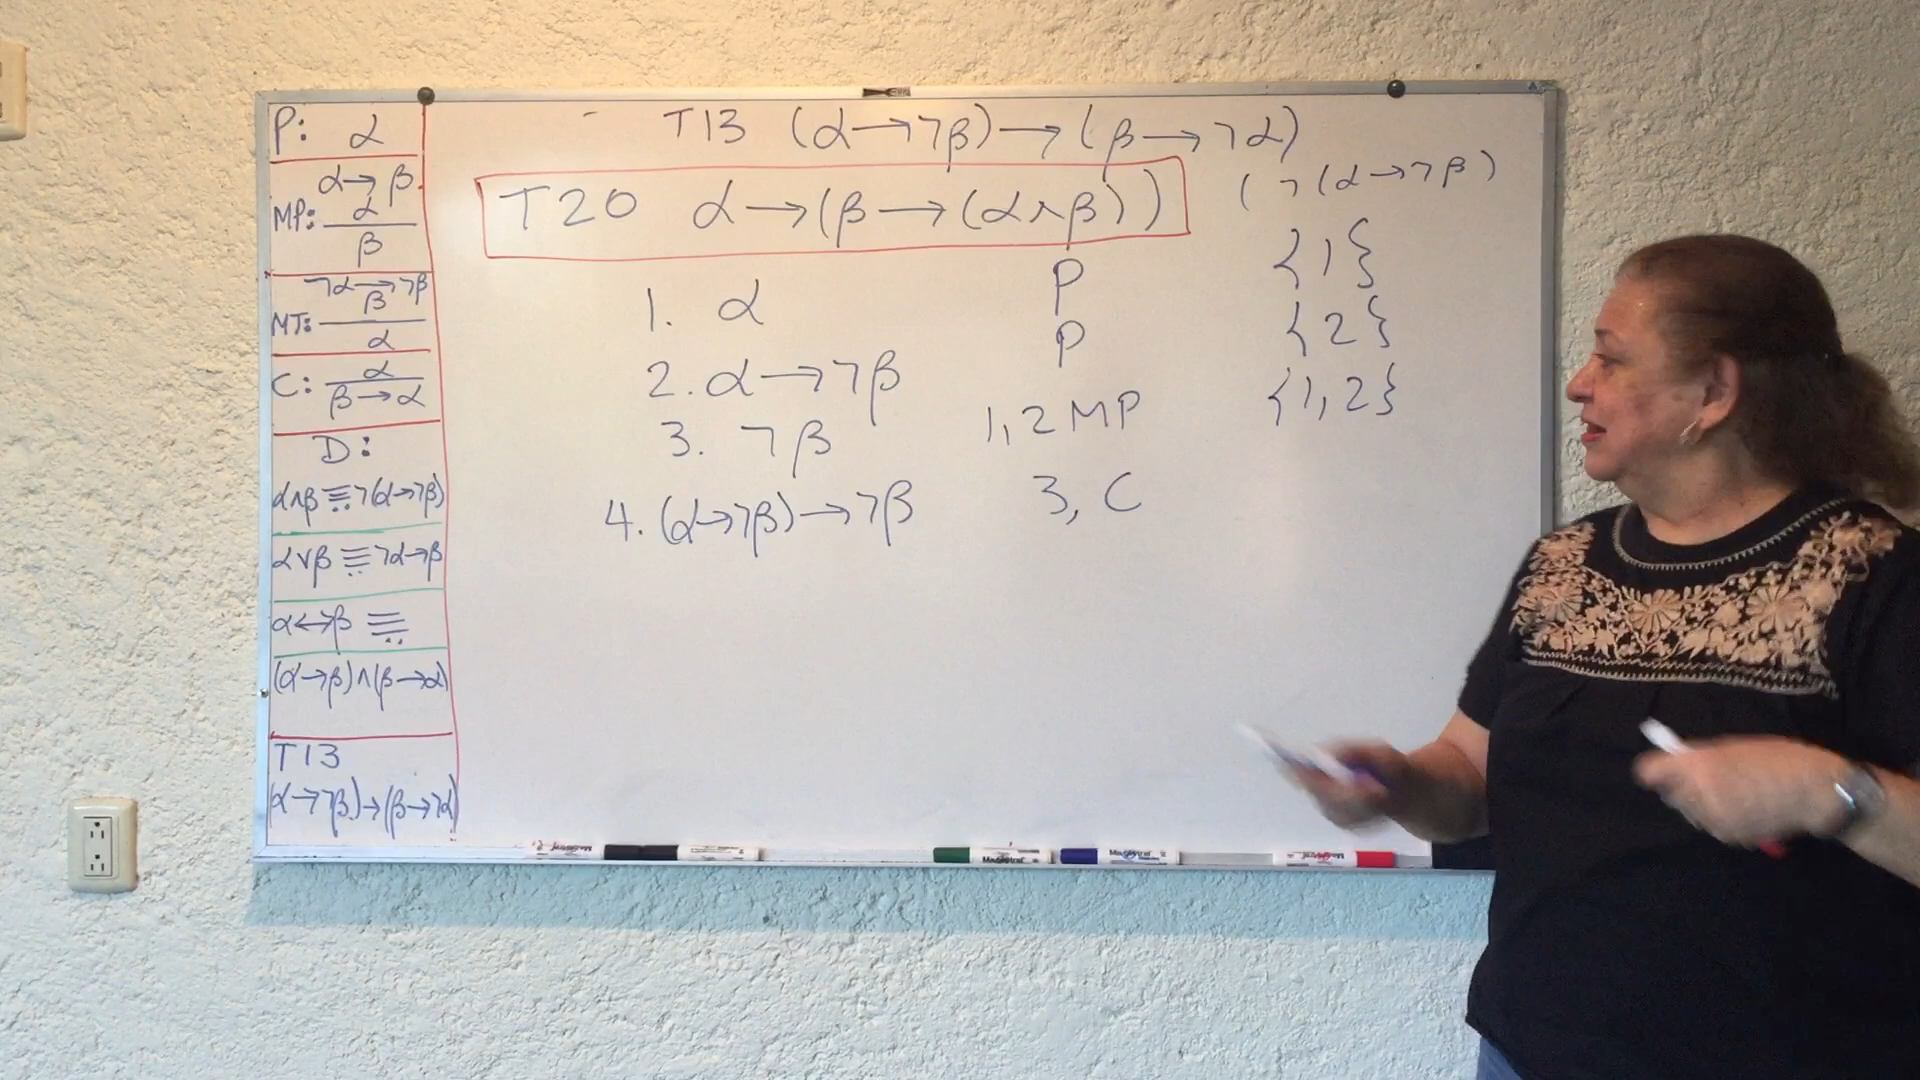 P: α
α→β
MP: α
β
¬α→¬β
β
MT:
α
C: α
β→α
D:
α∧β ≡ ¬(α→¬β)
α∨β ≡ ¬α→β
α↔β ≡
(α→β)∧(β→α)
T13
(α→¬β)→(β→¬α)
T13 (α→¬β)→(β→¬α)
T20 α→(β→(α∧β))
(¬(α→¬β)
1. α P {1}
2. α→¬β P {2}
3. ¬β 1,2 MP {1,2}
4. (α→¬β)→¬β 3, C